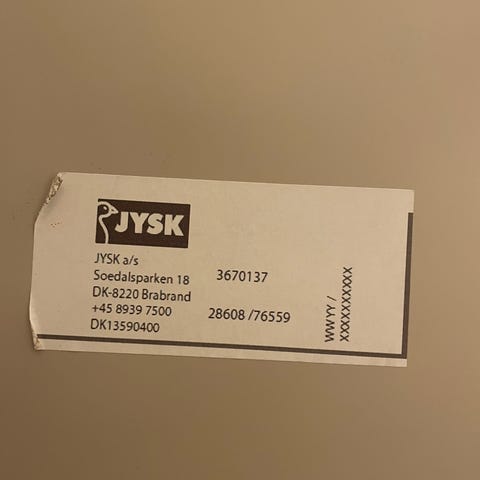 JYSK
JYSK a/s
Soedalsparken 18
DK-8220 Brabrand
+45 8939 7500
DK13590400
3670137
28608 /76559
WWYY /
XXXXXXXXXX